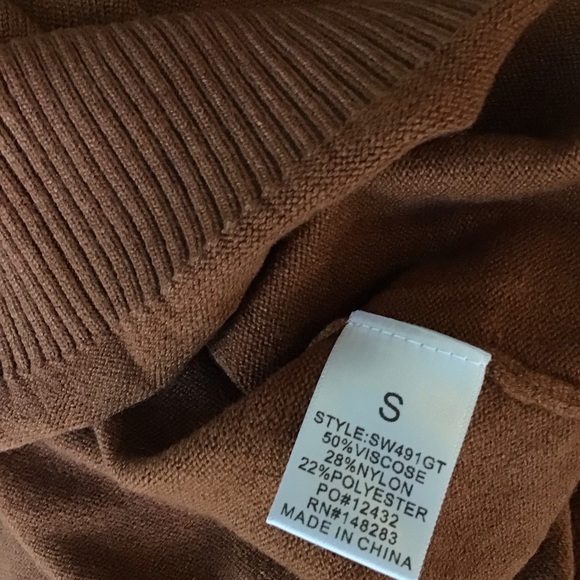 S
STYLE:SW491GT
50%VISCOSE
28%NYLON
22%POLYESTER
PO#12432
RN#148283
MADE IN CHINA